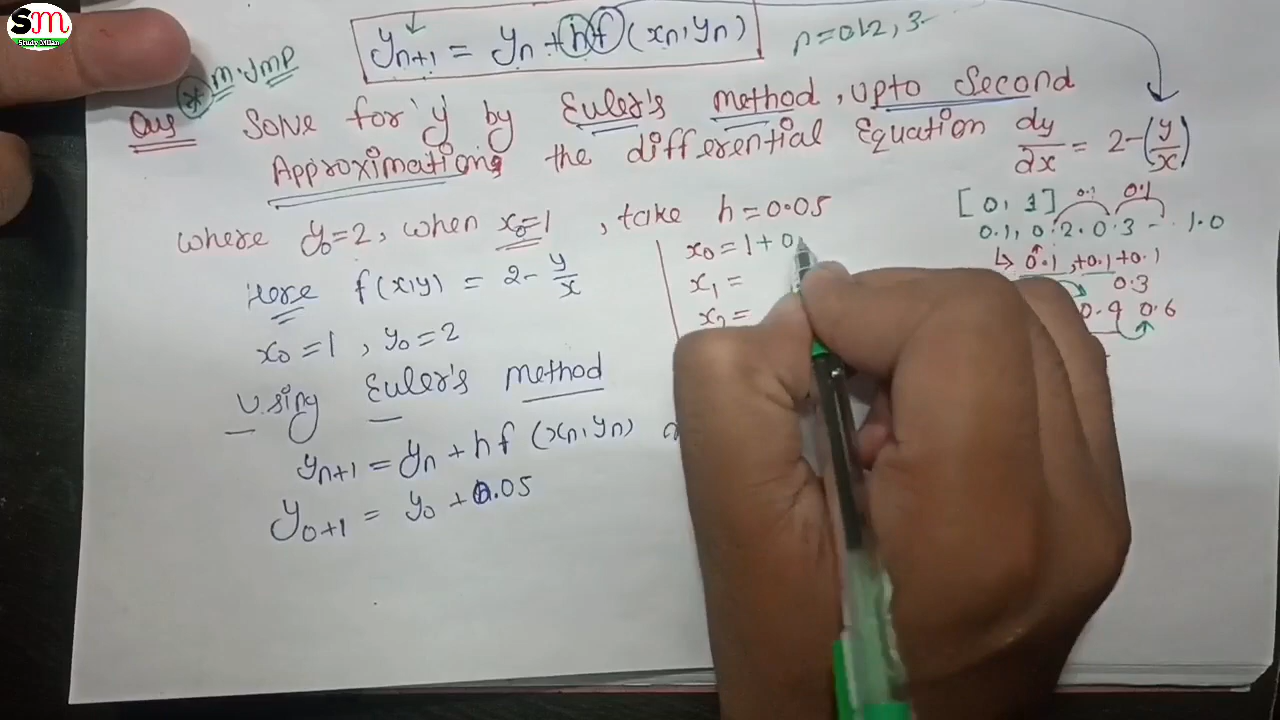 SM
Study Milan
yn+1 = yn + hf (xn, yn) n = 0,1,2,3-
* M.Imp
Ques Solve for 'y' by Euler's method, upto Second
Approximations the differential Equation dy/dx = 2-(y/x)
where y0=2, when x0=1, take h=0.05
[0, 1] 0.1 0.1
0.1, 0.2, 0.3 - - 1.0
Here f(x,y) = 2- y/x
x0 = 1 + 0.
↳ 0.1, +0.1 +0.1
x1 =
0.3
x2 =
0.4 0.6
x0 = 1, y0 = 2
Using Euler's method
yn+1 = yn + hf (xn, yn)
y0+1 = y0 + 0.05